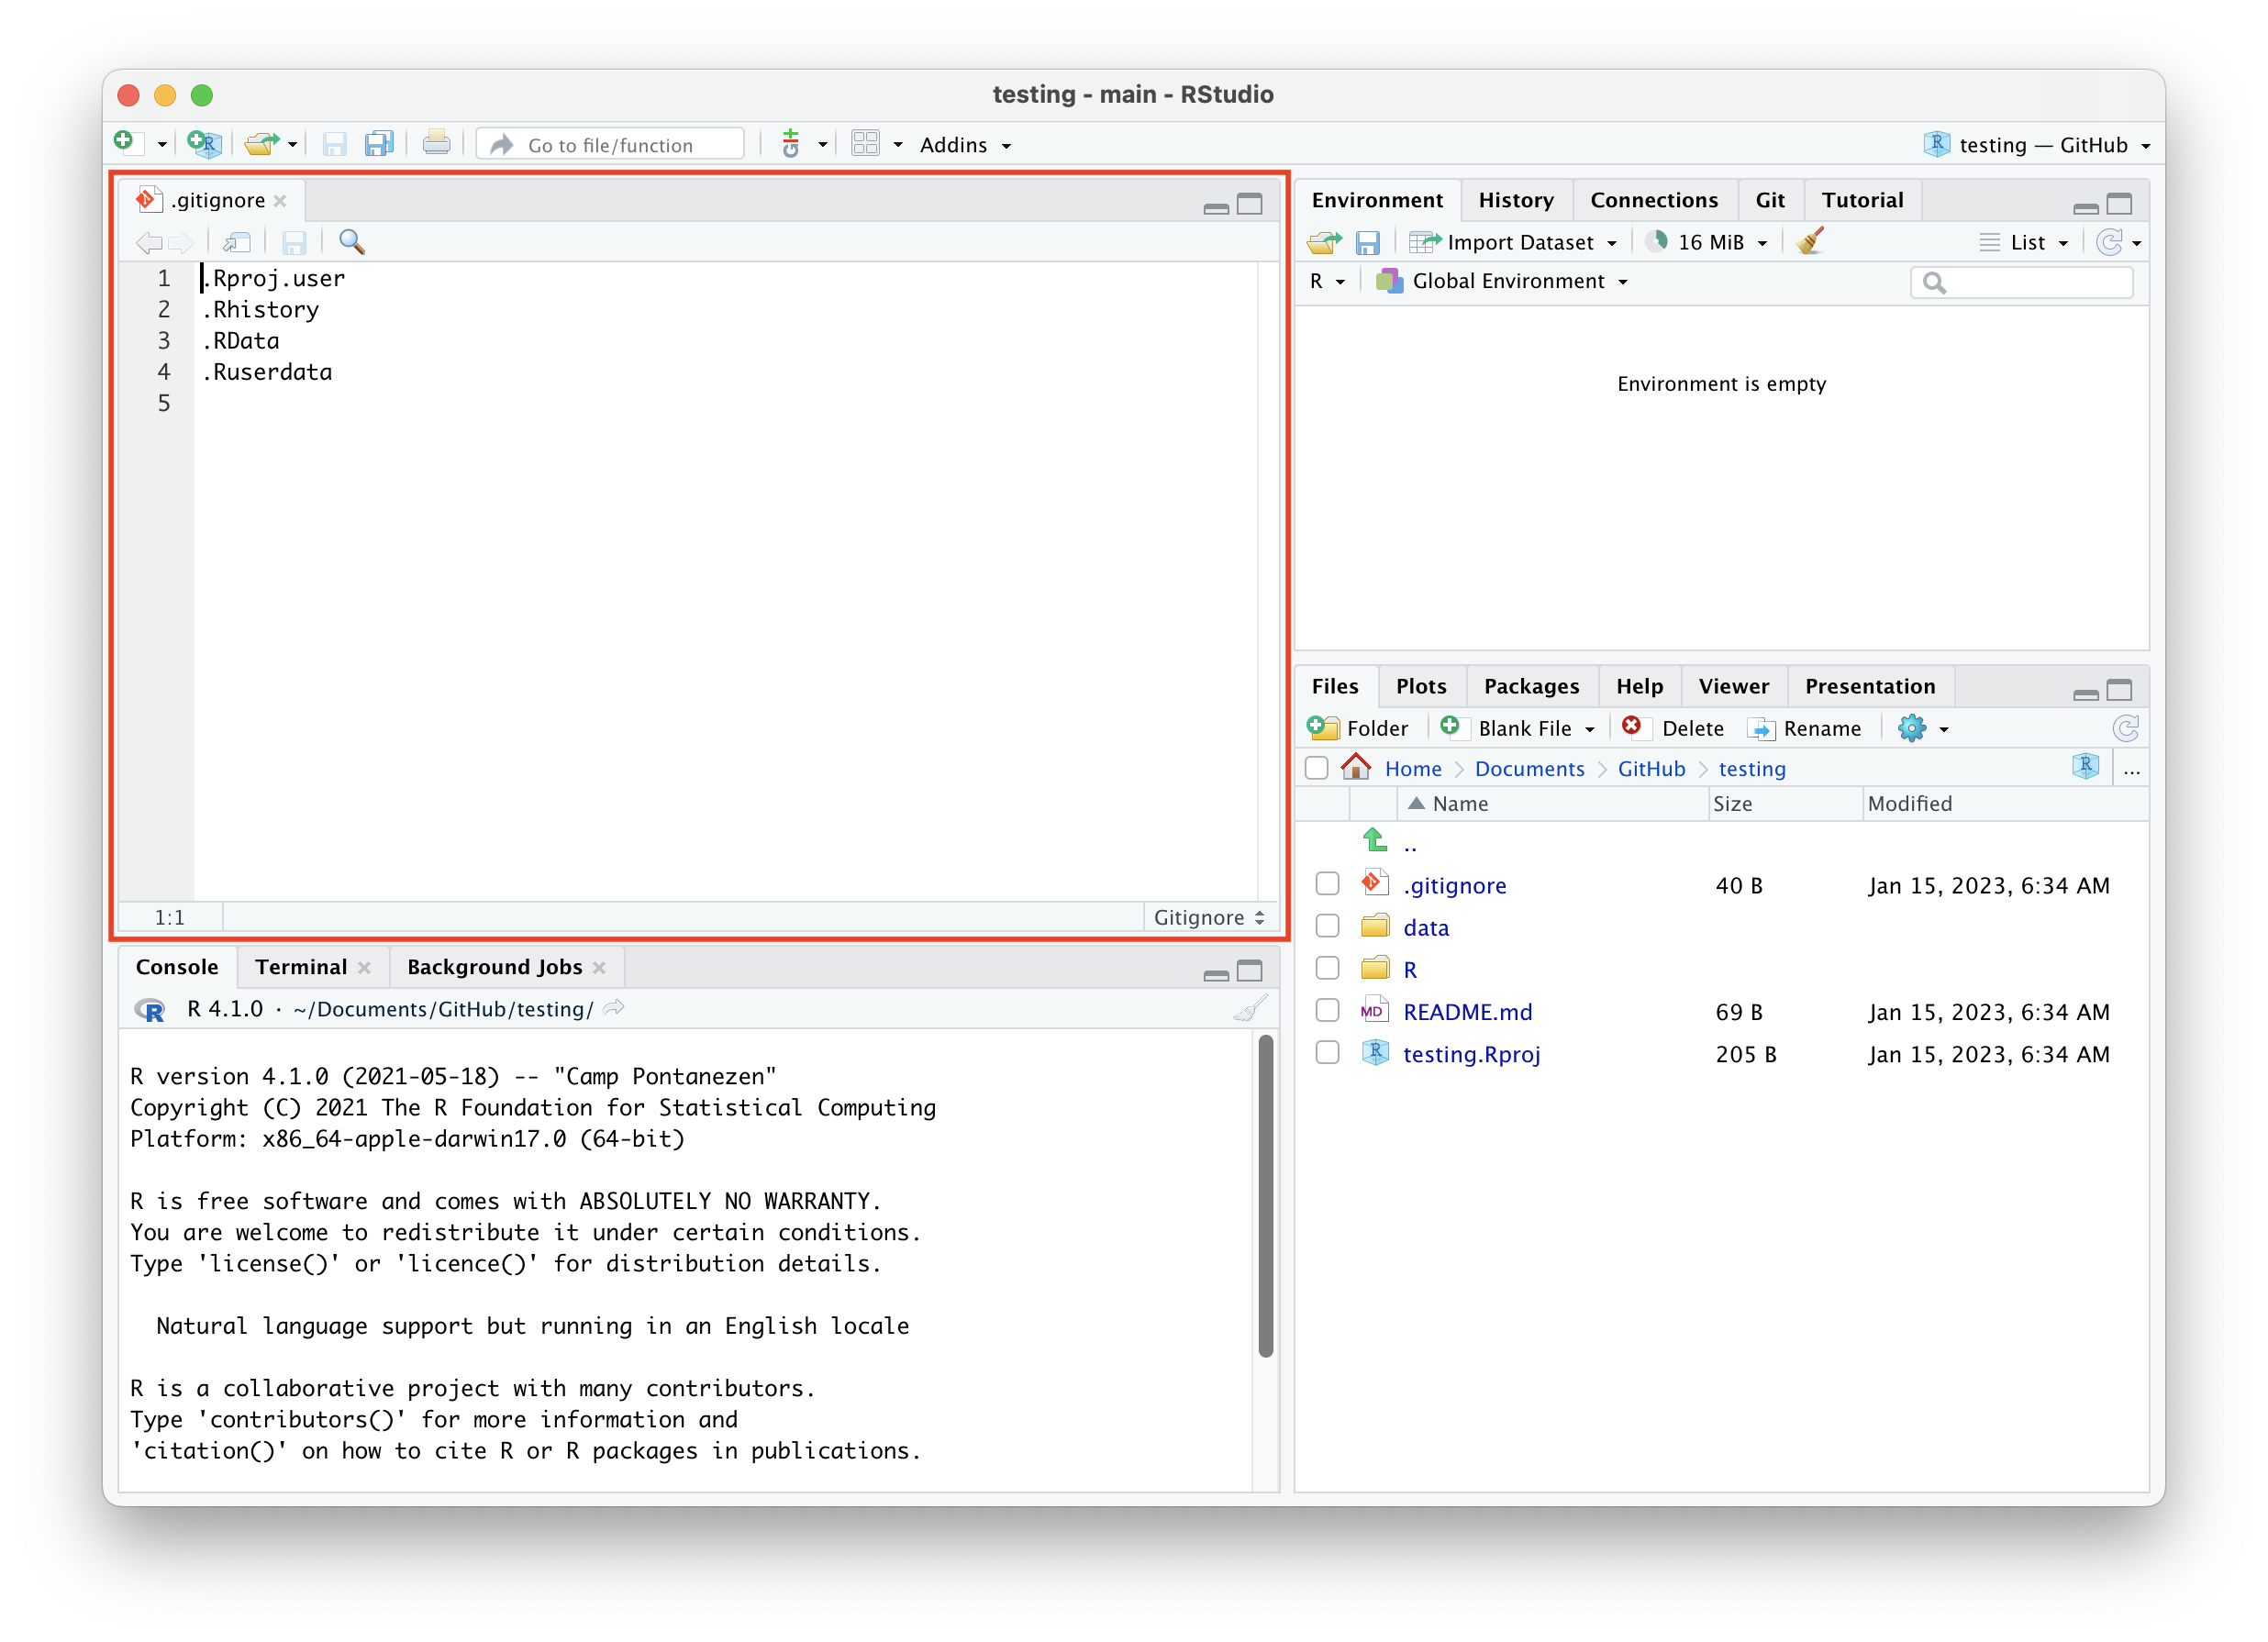 testing - main - RStudio
Go to file/function
Git
Addins
testing — GitHub
.gitignore
1 .Rproj.user
2 .Rhistory
3 .RData
4 .Ruserdata
5
1:1
Gitignore
Console Terminal Background Jobs
R R 4.1.0 · ~/Documents/GitHub/testing/
R version 4.1.0 (2021-05-18) -- "Camp Pontanezen"
Copyright (C) 2021 The R Foundation for Statistical Computing
Platform: x86_64-apple-darwin17.0 (64-bit)
R is free software and comes with ABSOLUTELY NO WARRANTY.
You are welcome to redistribute it under certain conditions.
Type 'license()' or 'licence()' for distribution details.
Natural language support but running in an English locale
R is a collaborative project with many contributors.
Type 'contributors()' for more information and
'citation()' on how to cite R or R packages in publications.
Environment History Connections Git Tutorial
Import Dataset 16 MiB List
R Global Environment
Environment is empty
Files Plots Packages Help Viewer Presentation
Folder Blank File Delete Rename
Home Documents GitHub testing R ...
Name Size Modified
..
.gitignore 40 B Jan 15, 2023, 6:34 AM
data
R
MD README.md 69 B Jan 15, 2023, 6:34 AM
R testing.Rproj 205 B Jan 15, 2023, 6:34 AM